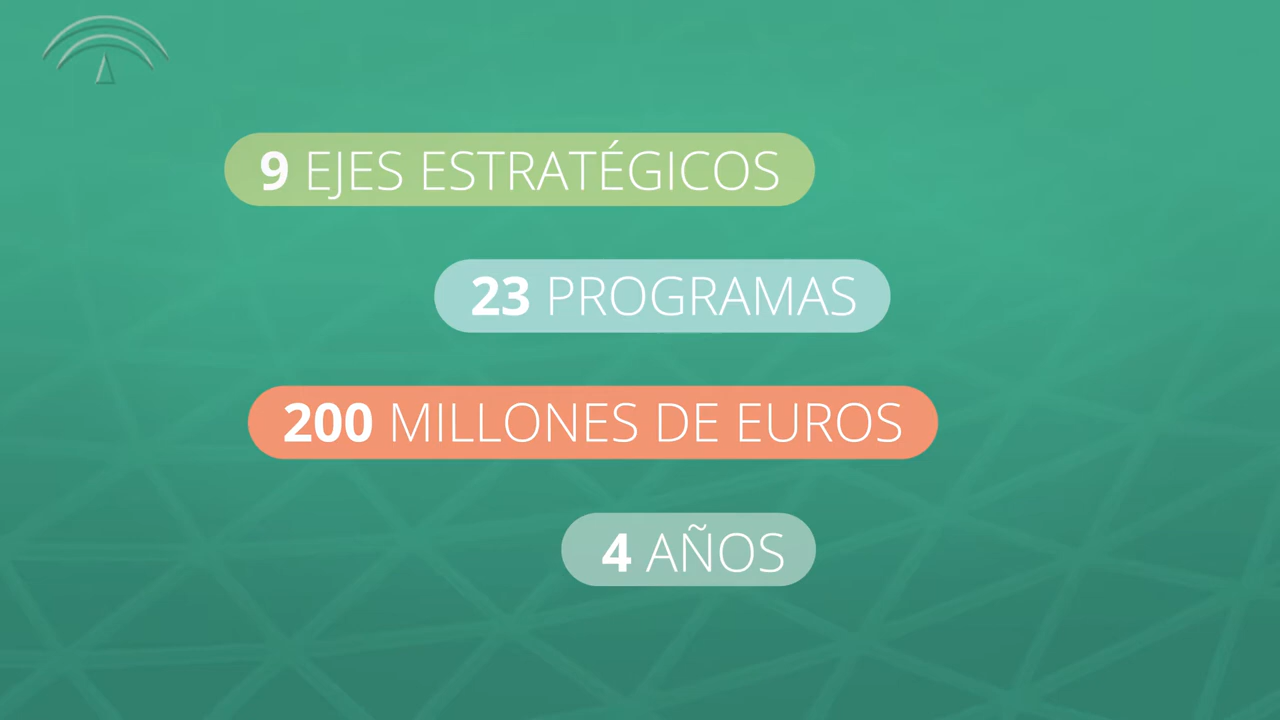 9 EJES ESTRATÉGICOS
23 PROGRAMAS
200 MILLONES DE EUROS
4 AÑOS